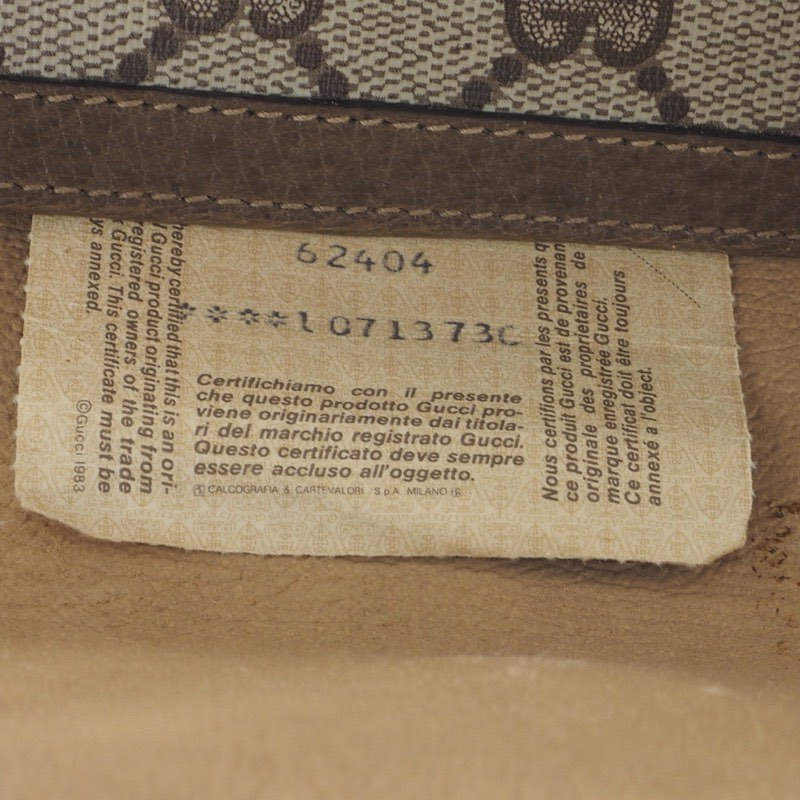 62404
****10713730
Certifichiamo con il presente
che questo prodotto Gucci pro-
viene originariamente dai titola-
ri del marchio registrato Gucci.
Questo certificato deve sempre
essere accluso all'oggetto.
CALCOGRAFIA & CARTEVALORI S.p.A. MILANO
hereby certified that this is an ori-
Gucci product originating from
registered owners of the trade
Gucci. This certificate must be
annexed.
©Gucci 1983
Nous certifions par les présents
ce produit Gucci est de provenan
originale des proprietaires de
marque enregistrée Gucci.
Ce certificat doit être toujours
annexé a l'object.